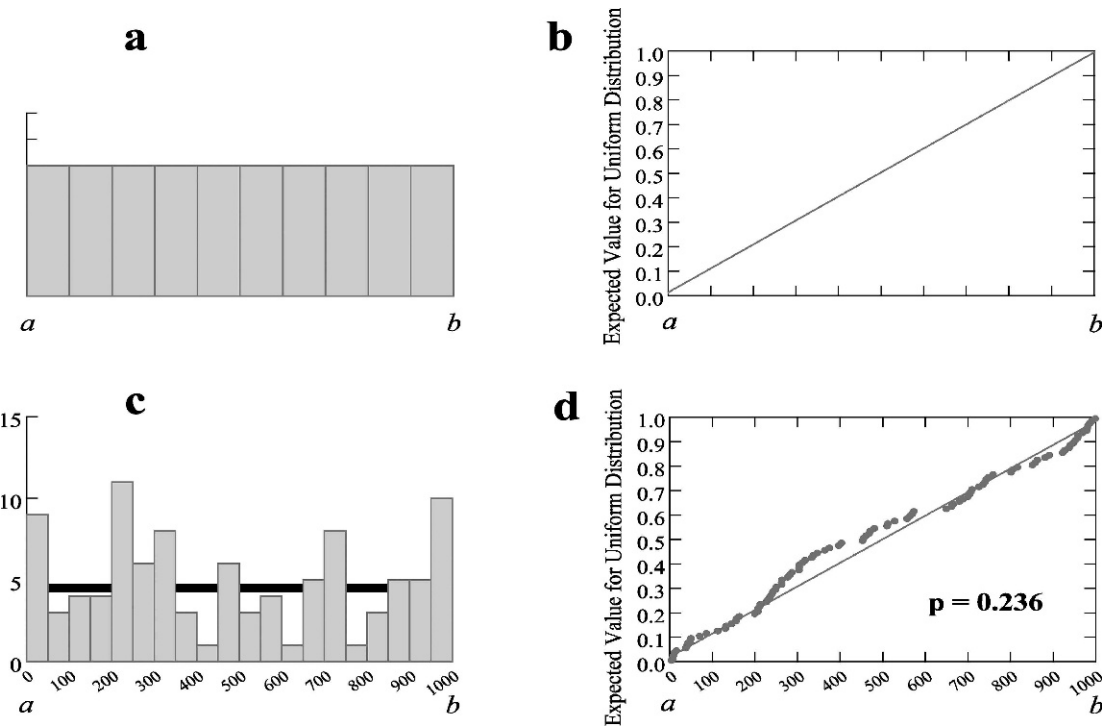 a
a
b
b
Expected Value for Uniform Distribution
1.0
0.9
0.8
0.7
0.6
0.5
0.4
0.3
0.2
0.1
0.0
a
b
c
15
10
5
0
0 100 200 300 400 500 600 700 800 900 1000
a
b
d
Expected Value for Uniform Distribution
1.0
0.9
0.8
0.7
0.6
0.5
0.4
0.3
0.2
0.1
0.0
p = 0.236
0 100 200 300 400 500 600 700 800 900 1000
a
b